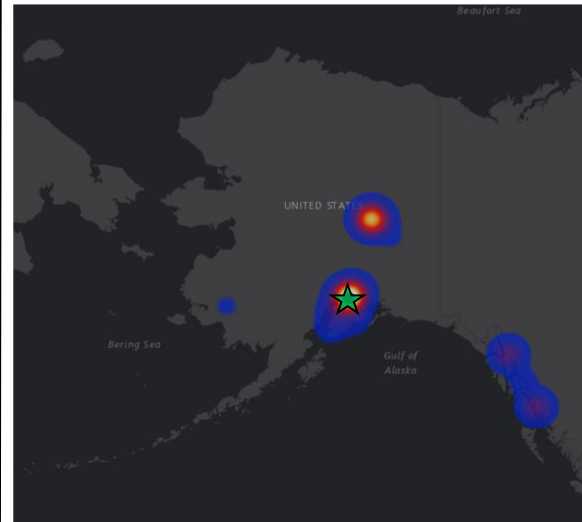 Beaufort Sea
UNITED STATES
Bering Sea
Gulf of
Alaska